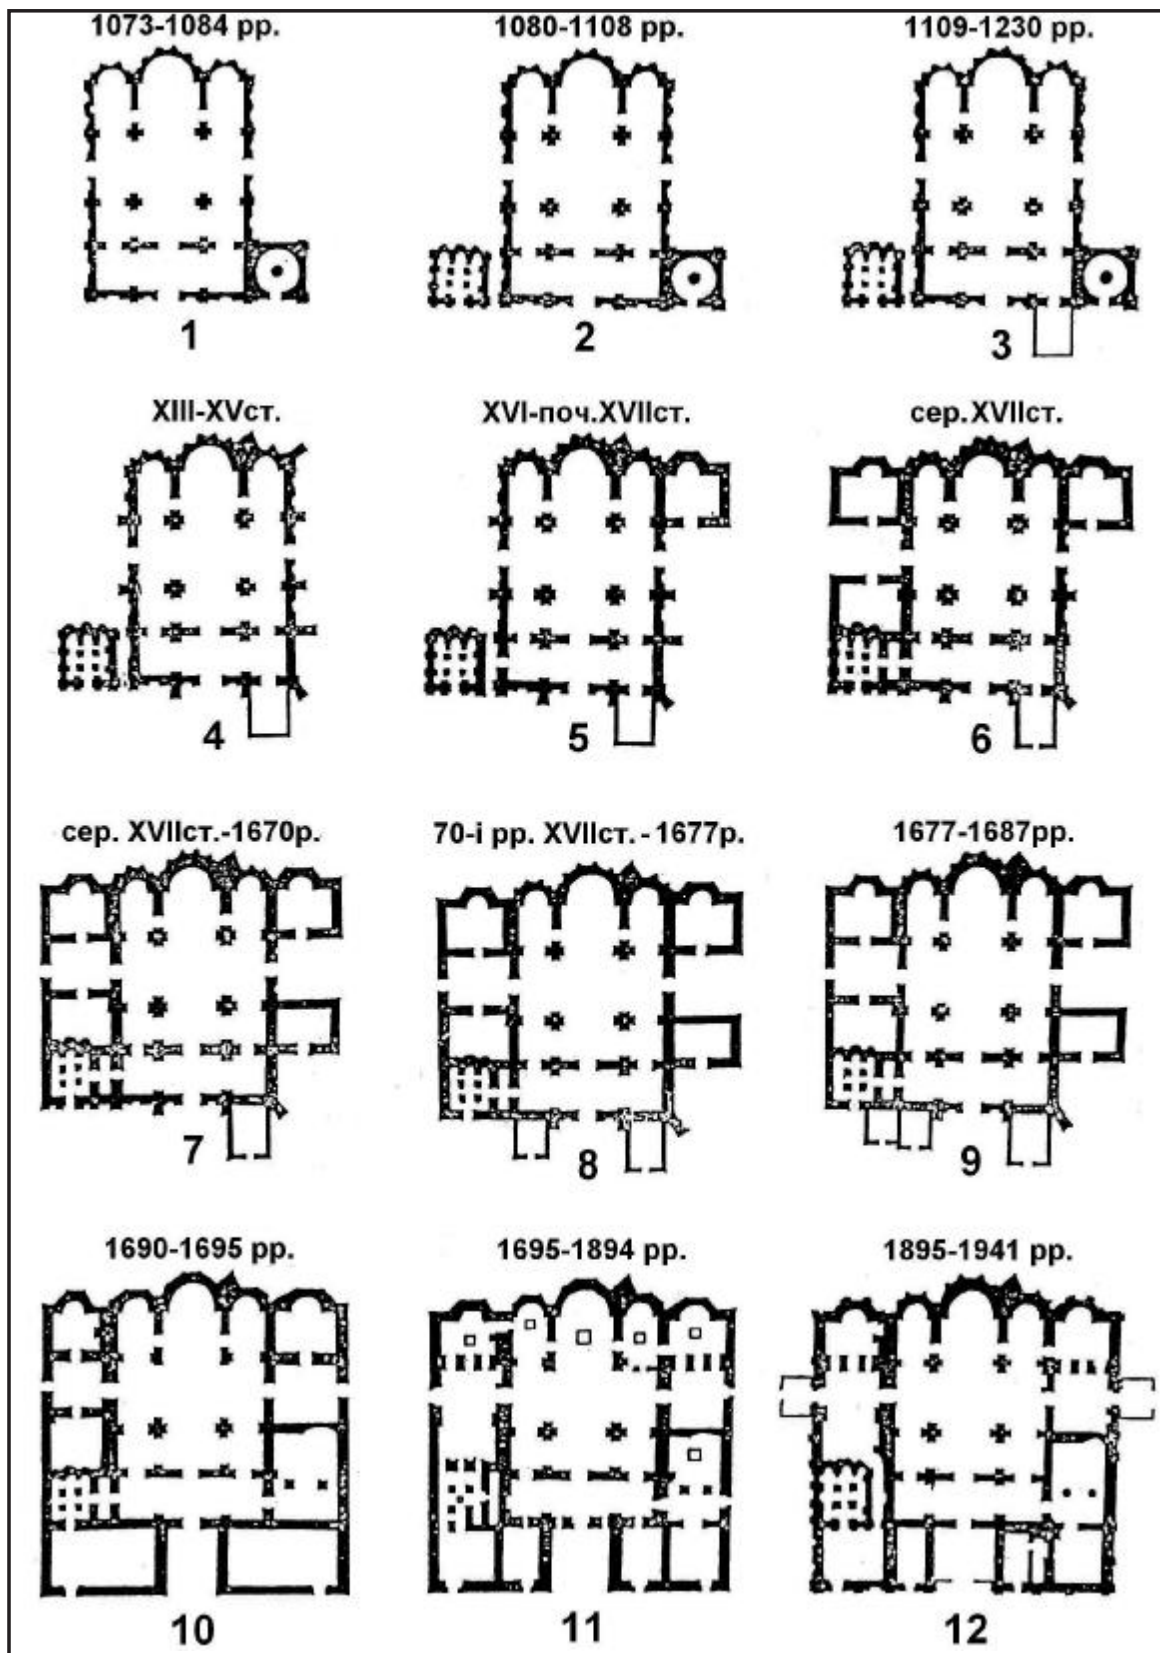 1073-1084 рр.
1080-1108 рр.
1109-1230 рр.
1
2
3
XIII-XVст.
XVI-поч.XVIIст.
сер.XVIIст.
4
5
6
сер. XVIIст.-1670р.
70-і рр. XVIIст. - 1677р.
1677-1687рр.
7
8
9
1690-1695 рр.
1695-1894 рр.
1895-1941 рр.
10
11
12